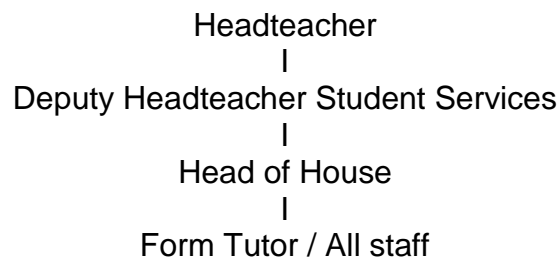 Headteacher
I
Deputy Headteacher Student Services
I
Head of House
I
Form Tutor / All staff